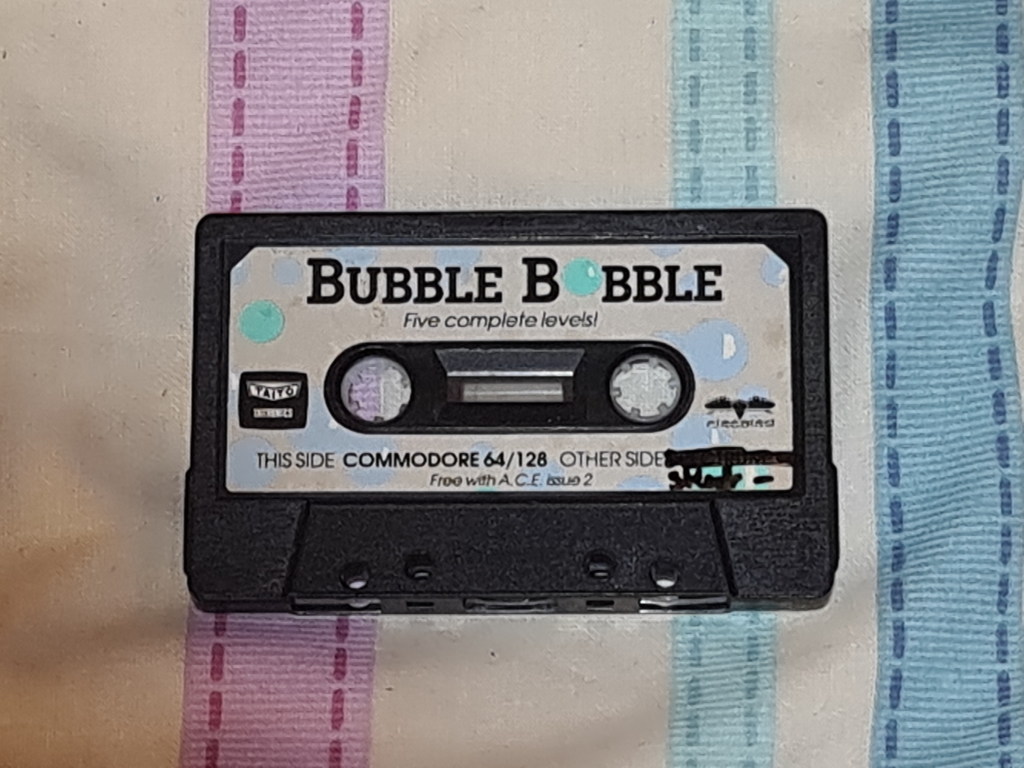 BUBBLE BOBBLE
Five complete levels!
TAITO
THIS SIDE COMMODORE 64/128 OTHER SIDE
Free with A.C.E. issue 2